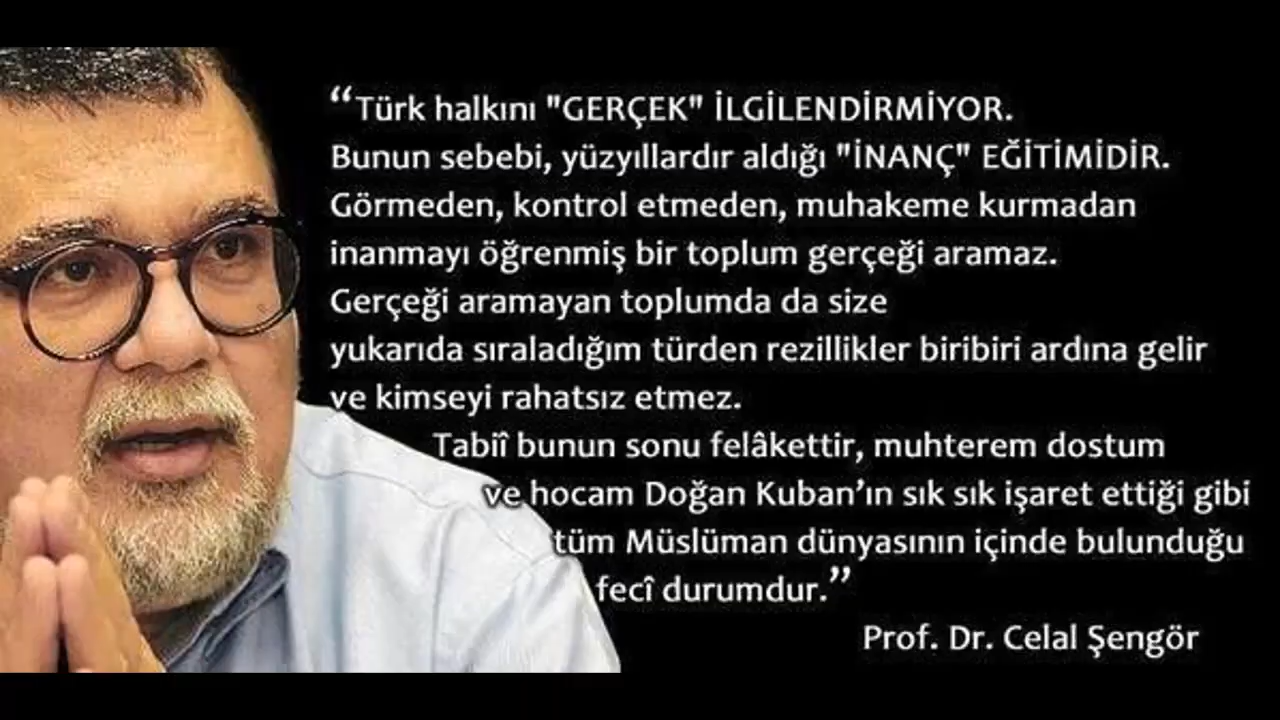 “Türk halkını "GERÇEK" İLGİLENDİRMİYOR.
Bunun sebebi, yüzyıllardır aldığı "İNANÇ" EĞİTİMİDİR.
Görmeden, kontrol etmeden, muhakeme kurmadan
inanmayı öğrenmiş bir toplum gerçeği aramaz.
Gerçeği aramayan toplumda da size
yukarıda sıraladığım türden rezillikler biribiri ardına gelir
ve kimseyi rahatsız etmez.
Tabiî bunun sonu felâkettir, muhterem dostum
ve hocam Doğan Kuban’ın sık sık işaret ettiği gibi
tüm Müslüman dünyasının içinde bulunduğu
fecî durumdur.”
Prof. Dr. Celal Şengör